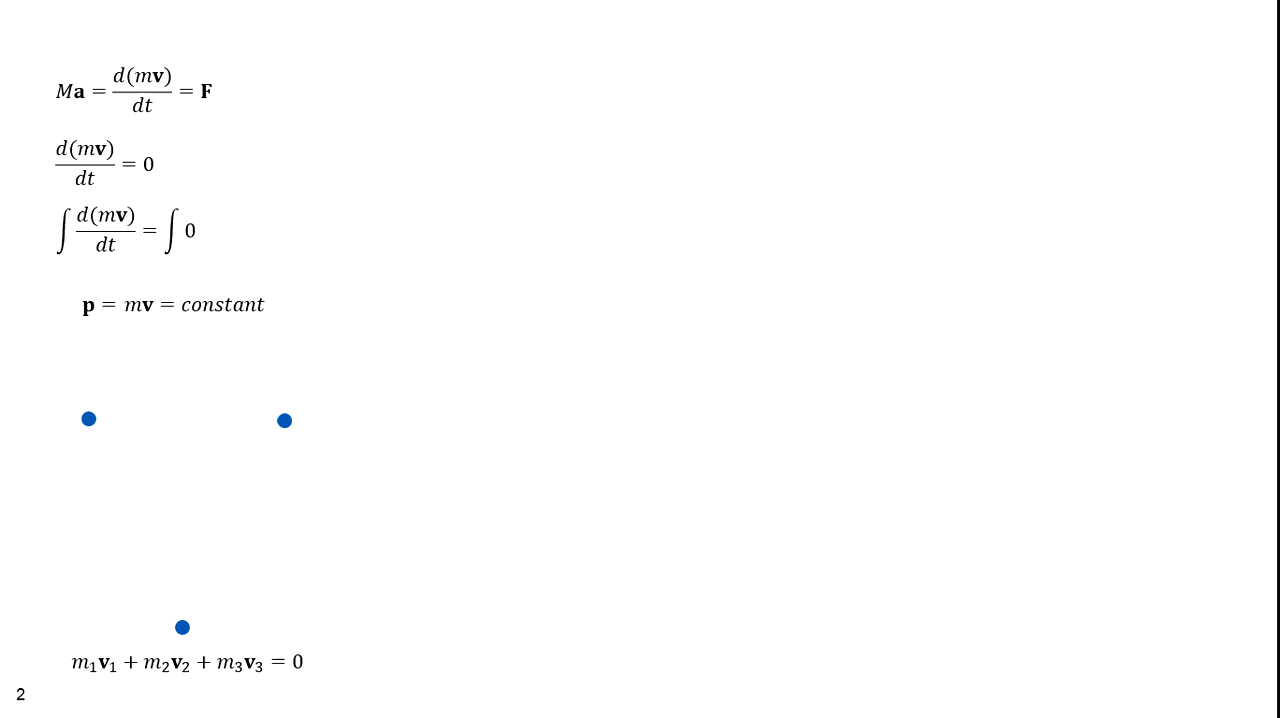 𝑀𝐚 = d(m𝐯)/dt = 𝐅
d(m𝐯)/dt = 0
∫ d(m𝐯)/dt = ∫ 0
𝐩 = m𝐯 = constant
m₁𝐯₁ + m₂𝐯₂ + m₃𝐯₃ = 0
2